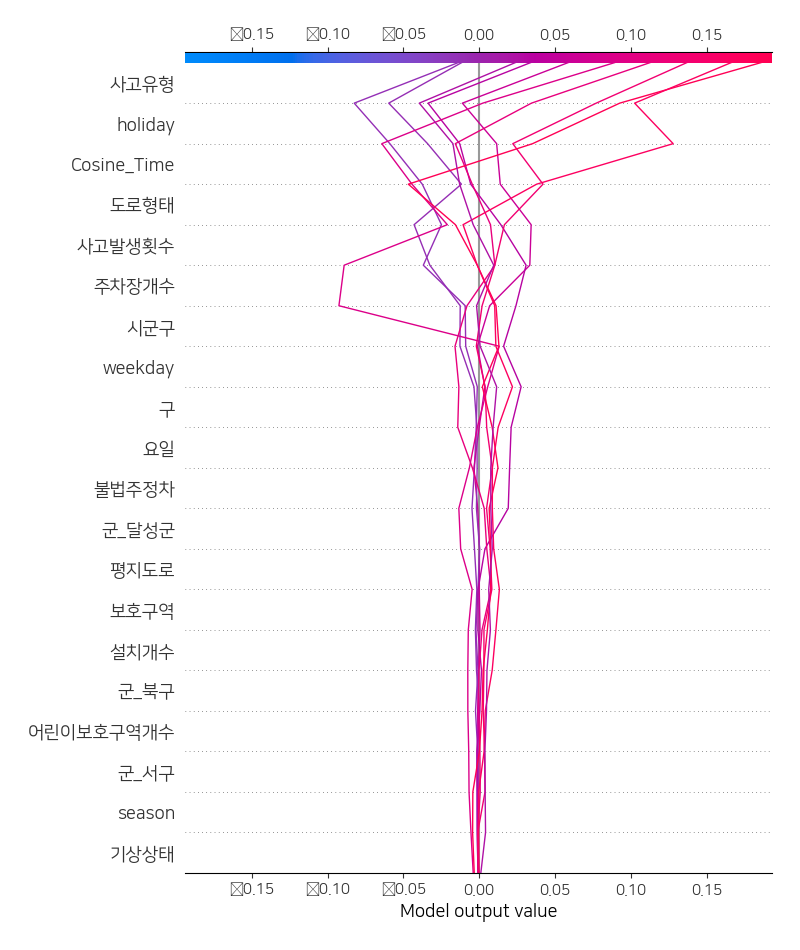 ☒0.15 ☒0.10 ☒0.05 0.00 0.05 0.10 0.15
사고유형
holiday
Cosine_Time
도로형태
사고발생횟수
주차장개수
시군구
weekday
구
요일
불법주정차
군_달성군
평지도로
보호구역
설치개수
군_북구
어린이보호구역개수
군_서구
season
기상상태
☒0.15 ☒0.10 ☒0.05 0.00 0.05 0.10 0.15
Model output value